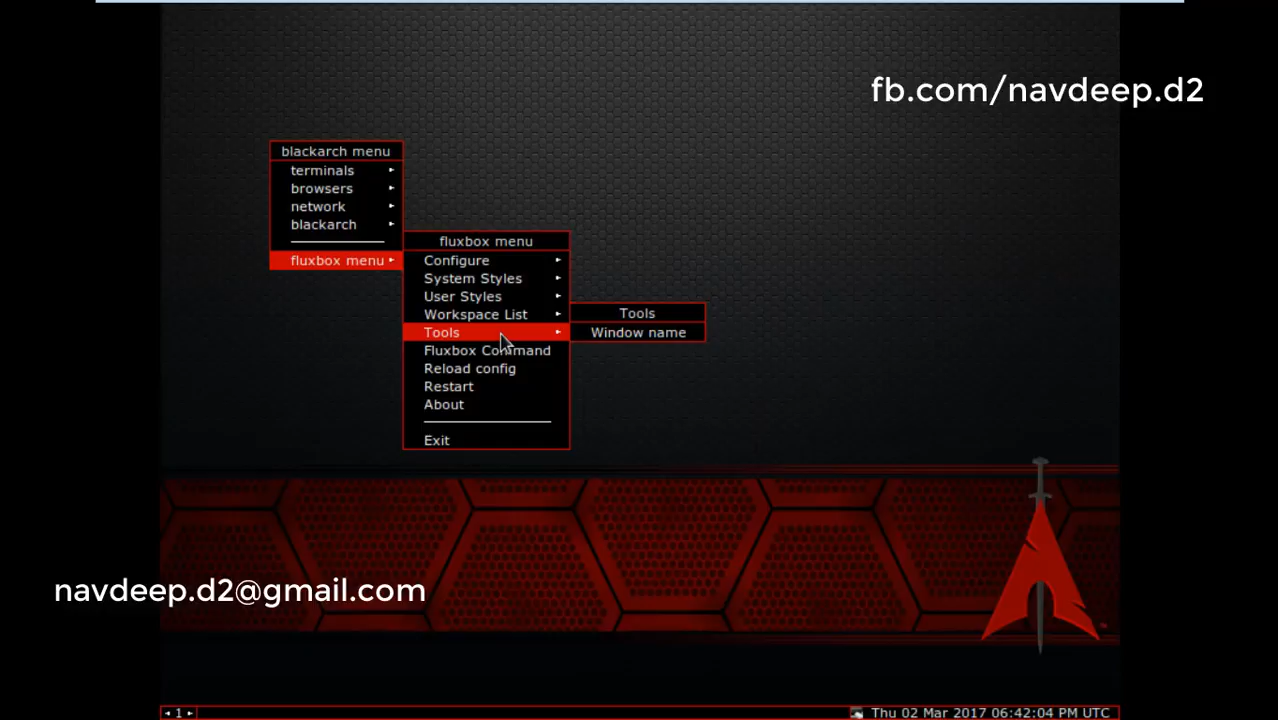 fb.com/navdeep.d2
blackarch menu
terminals
browsers
network
blackarch
fluxbox menu
fluxbox menu
Configure
System Styles
User Styles
Workspace List
Tools
Fluxbox Command
Reload config
Restart
About
Exit
Tools
Window name
navdeep.d2@gmail.com
1
Thu 02 Mar 2017 06:42:04 PM UTC